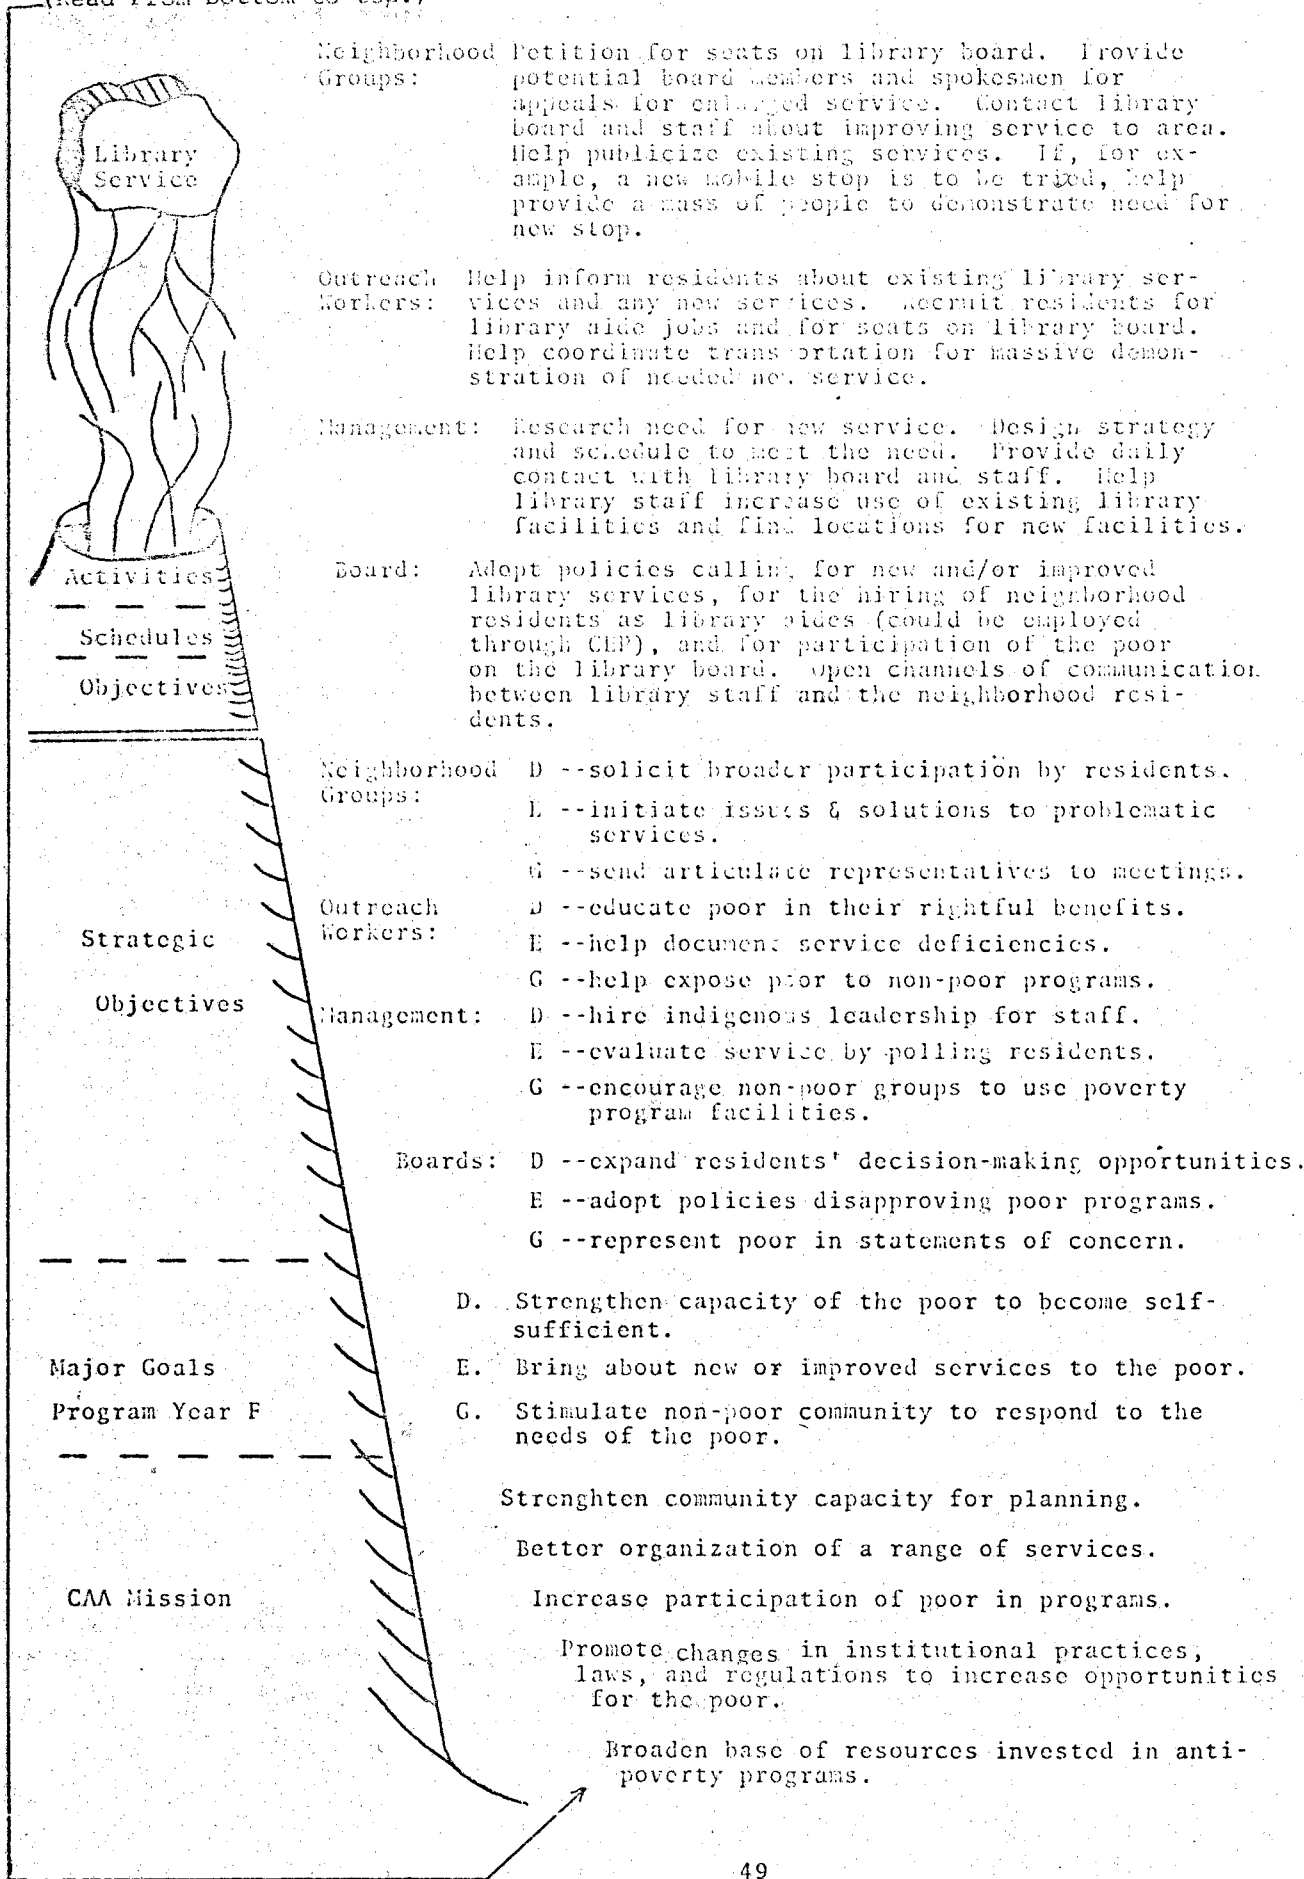 (Read from bottom to top.)
Neighborhood Petition for seats on library board. Provide
Groups: potential board members and spokesmen for
appeals for enlarged service. Contact library
board and staff about improving service to area.
Help publicize existing services. If, for ex-
ample, a new mobile stop is to be tried, help
provide a mass of people to demonstrate need for
new stop.
Library
Service
Outreach Help inform residents about existing library ser-
Workers: vices and any new services. Recruit residents for
library aide jobs and for seats on library board.
Help coordinate transportation for massive demon-
stration of needed new service.
Management: Research need for new service. Design strategy
and schedule to meet the need. Provide daily
contact with library board and staff. Help
library staff increase use of existing library
facilities and find locations for new facilities.
Activities
Schedules
Objectives
Board: Adopt policies calling for new and/or improved
library services, for the hiring of neighborhood
residents as library aides (could be employed
through CEP), and for participation of the poor
on the library board. Open channels of communication
between library staff and the neighborhood resi-
dents.
Neighborhood D --solicit broader participation by residents.
Groups:
E --initiate issues & solutions to problematic
services.
G --send articulate representatives to meetings.
Outreach D --educate poor in their rightful benefits.
Workers:
E --help document service deficiencies.
G --help expose poor to non-poor programs.
Strategic
Objectives
Management: D --hire indigenous leadership for staff.
E --evaluate service by polling residents.
G --encourage non-poor groups to use poverty
program facilities.
Boards: D --expand residents' decision-making opportunities.
E --adopt policies disapproving poor programs.
G --represent poor in statements of concern.
D. Strengthen capacity of the poor to become self-
sufficient.
Major Goals E. Bring about new or improved services to the poor.
Program Year F G. Stimulate non-poor community to respond to the
needs of the poor.
Strenghten community capacity for planning.
Better organization of a range of services.
CAA Mission Increase participation of poor in programs.
Promote changes in institutional practices,
laws, and regulations to increase opportunities
for the poor.
Broaden base of resources invested in anti-
poverty programs.
49